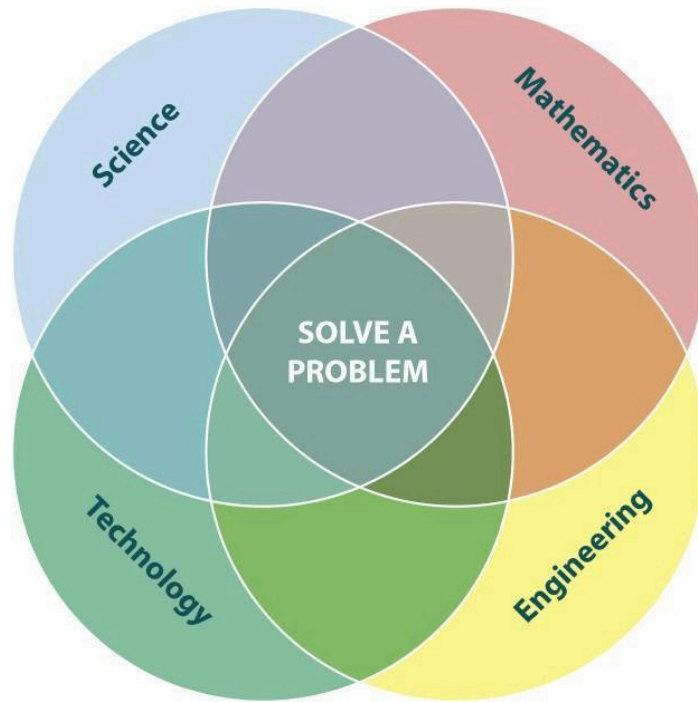 Science
Mathematics
SOLVE A
PROBLEM
Technology
Engineering